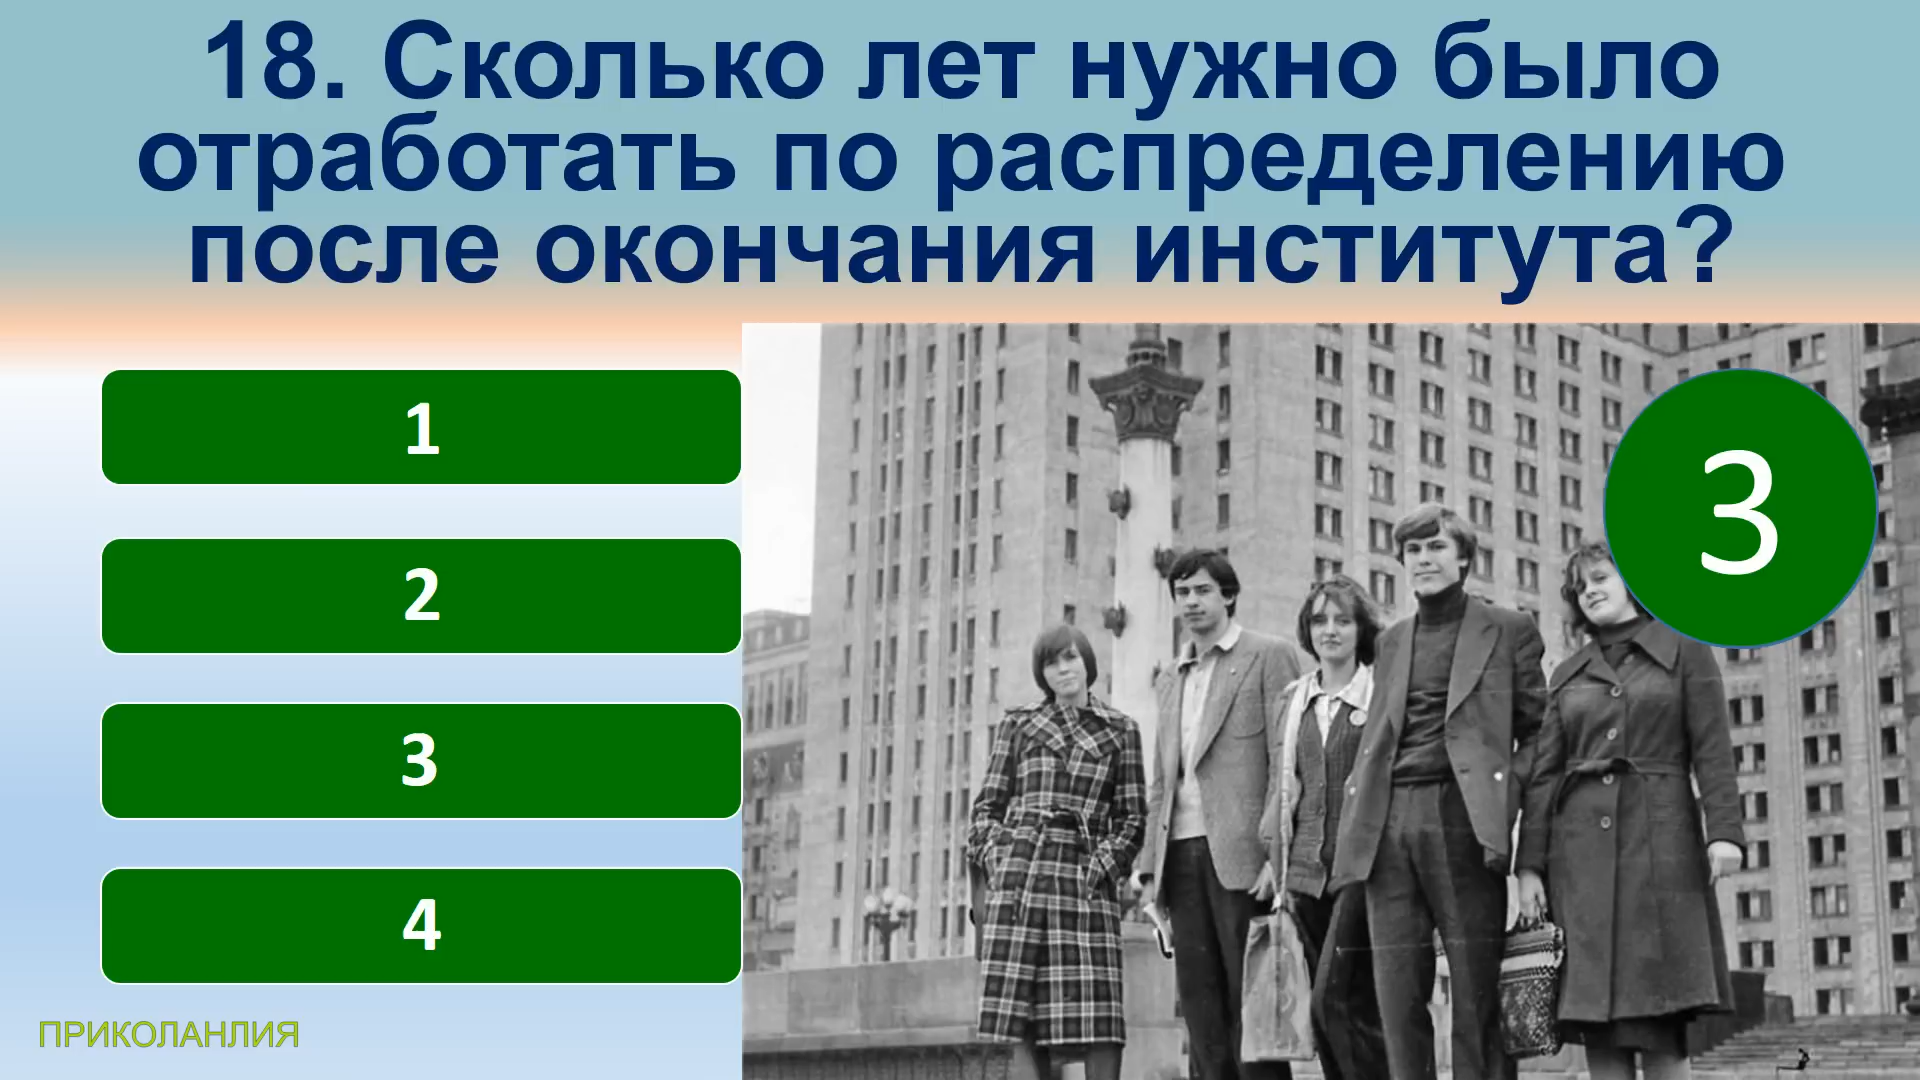 18. Сколько лет нужно было
отработать по распределению
после окончания института?
1
2
3
4
3
ПРИКОЛАНЛИЯ